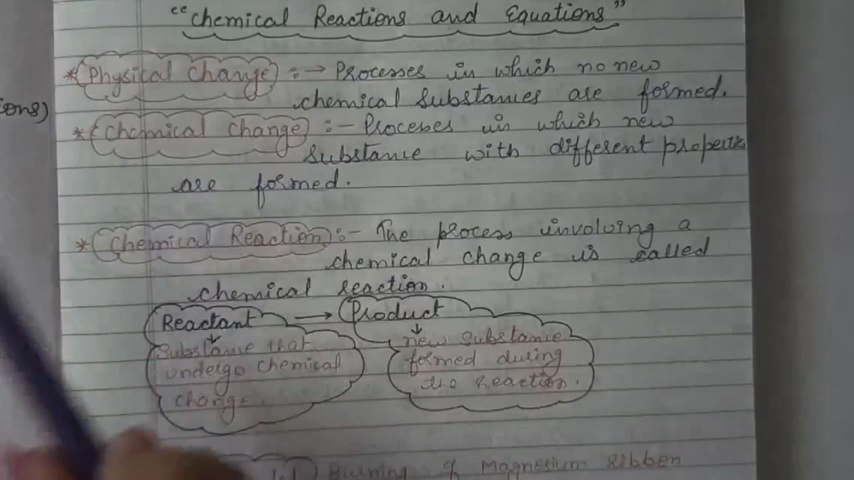 "Chemical Reactions and Equations"
* Physical Change :→ Processes in which no new
chemical substances are formed.
ions)
* Chemical Change :- Processes in which new
substance with different properties
are formed.
* Chemical Reaction :- The process involving a
chemical change is called
chemical reaction.
Reactant → Product
↓ ↓
Substance that
undergo chemical
change.
new substance
formed during
reaction.
Burning of Magnesium ribbon